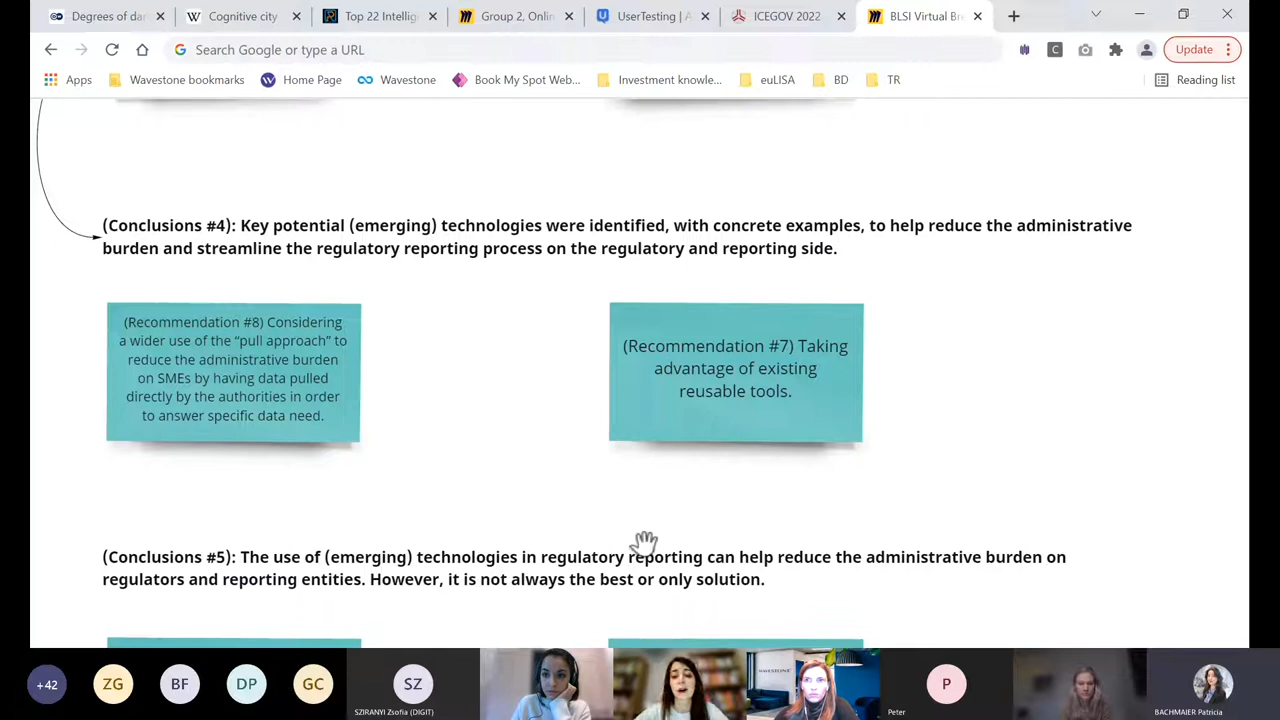 Degrees of dar
Cognitive city
Top 22 Intellig
Group 2, Onlin
UserTesting | A
ICEGOV 2022
BLSI Virtual Br
Search Google or type a URL
Update
Apps
Wavestone bookmarks
Home Page
Wavestone
Book My Spot Web...
Investment knowle...
euLISA
BD
TR
Reading list
(Conclusions #4): Key potential (emerging) technologies were identified, with concrete examples, to help reduce the administrative
burden and streamline the regulatory reporting process on the regulatory and reporting side.
(Recommendation #8) Considering
a wider use of the “pull approach” to
reduce the administrative burden
on SMEs by having data pulled
directly by the authorities in order
to answer specific data need.
(Recommendation #7) Taking
advantage of existing
reusable tools.
(Conclusions #5): The use of (emerging) technologies in regulatory reporting can help reduce the administrative burden on
regulators and reporting entities. However, it is not always the best or only solution.
+42
ZG
BF
DP
GC
SZ
SZIRANYI Zsofia (DIGIT)
WAVESTONE
P
Peter
BACHMAIER Patricia